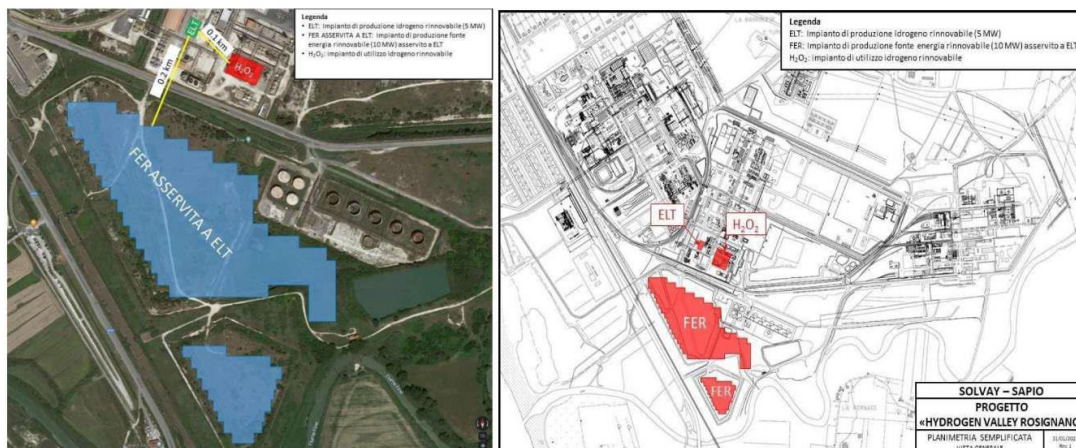 Legenda
• ELT: Impianto di produzione idrogeno rinnovabile (5 MW)
• FER ASSERVITA A ELT: Impianto di produzione fonte
energia rinnovabile (10 MW) asservito a ELT
• H₂O₂: impianto di utilizzo idrogeno rinnovabile
ELT
0.1 km
0.2 km
H₂O₂
FER ASSERVITA A ELT
Legenda
ELT: Impianto di produzione idrogeno rinnovabile (5 MW)
FER: Impianto di produzione fonte energia rinnovabile (10 MW) asservito a ELT
H₂O₂: impianto di utilizzo idrogeno rinnovabile
ELT
H₂O₂
FER
FER
SOLVAY – SAPIO
PROGETTO
«HYDROGEN VALLEY ROSIGNANO
PLANIMETRIA SEMPLIFICATA